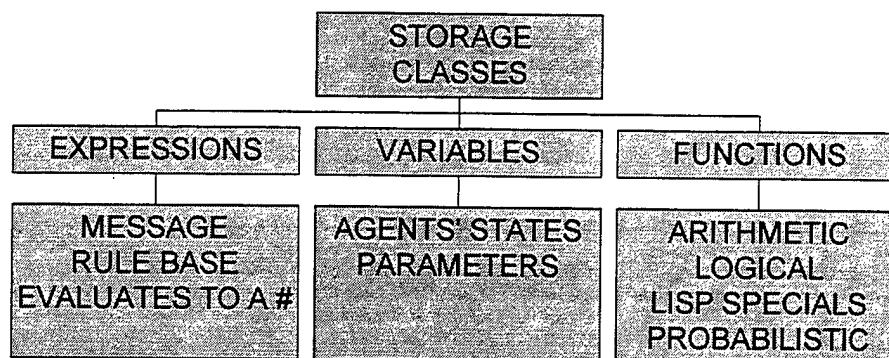 STORAGE
CLASSES
EXPRESSIONS
VARIABLES
FUNCTIONS
MESSAGE
RULE BASE
EVALUATES TO A #
AGENTS' STATES
PARAMETERS
ARITHMETIC
LOGICAL
LISP SPECIALS
PROBABILISTIC